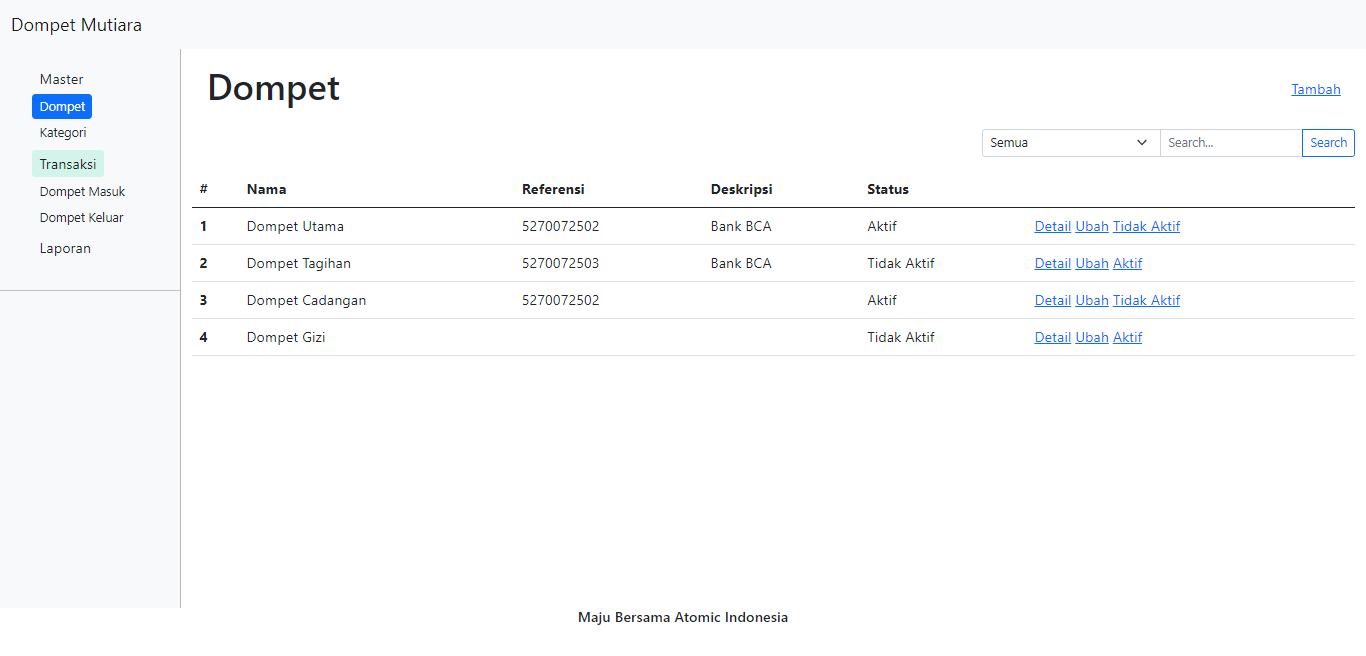 Dompet Mutiara
Master
Dompet
Kategori
Transaksi
Dompet Masuk
Dompet Keluar
Laporan
Dompet
Tambah
Semua Search... Search
# Nama Referensi Deskripsi Status
1 Dompet Utama 5270072502 Bank BCA Aktif Detail Ubah Tidak Aktif
2 Dompet Tagihan 5270072503 Bank BCA Tidak Aktif Detail Ubah Aktif
3 Dompet Cadangan 5270072502 Aktif Detail Ubah Tidak Aktif
4 Dompet Gizi Tidak Aktif Detail Ubah Aktif
Maju Bersama Atomic Indonesia